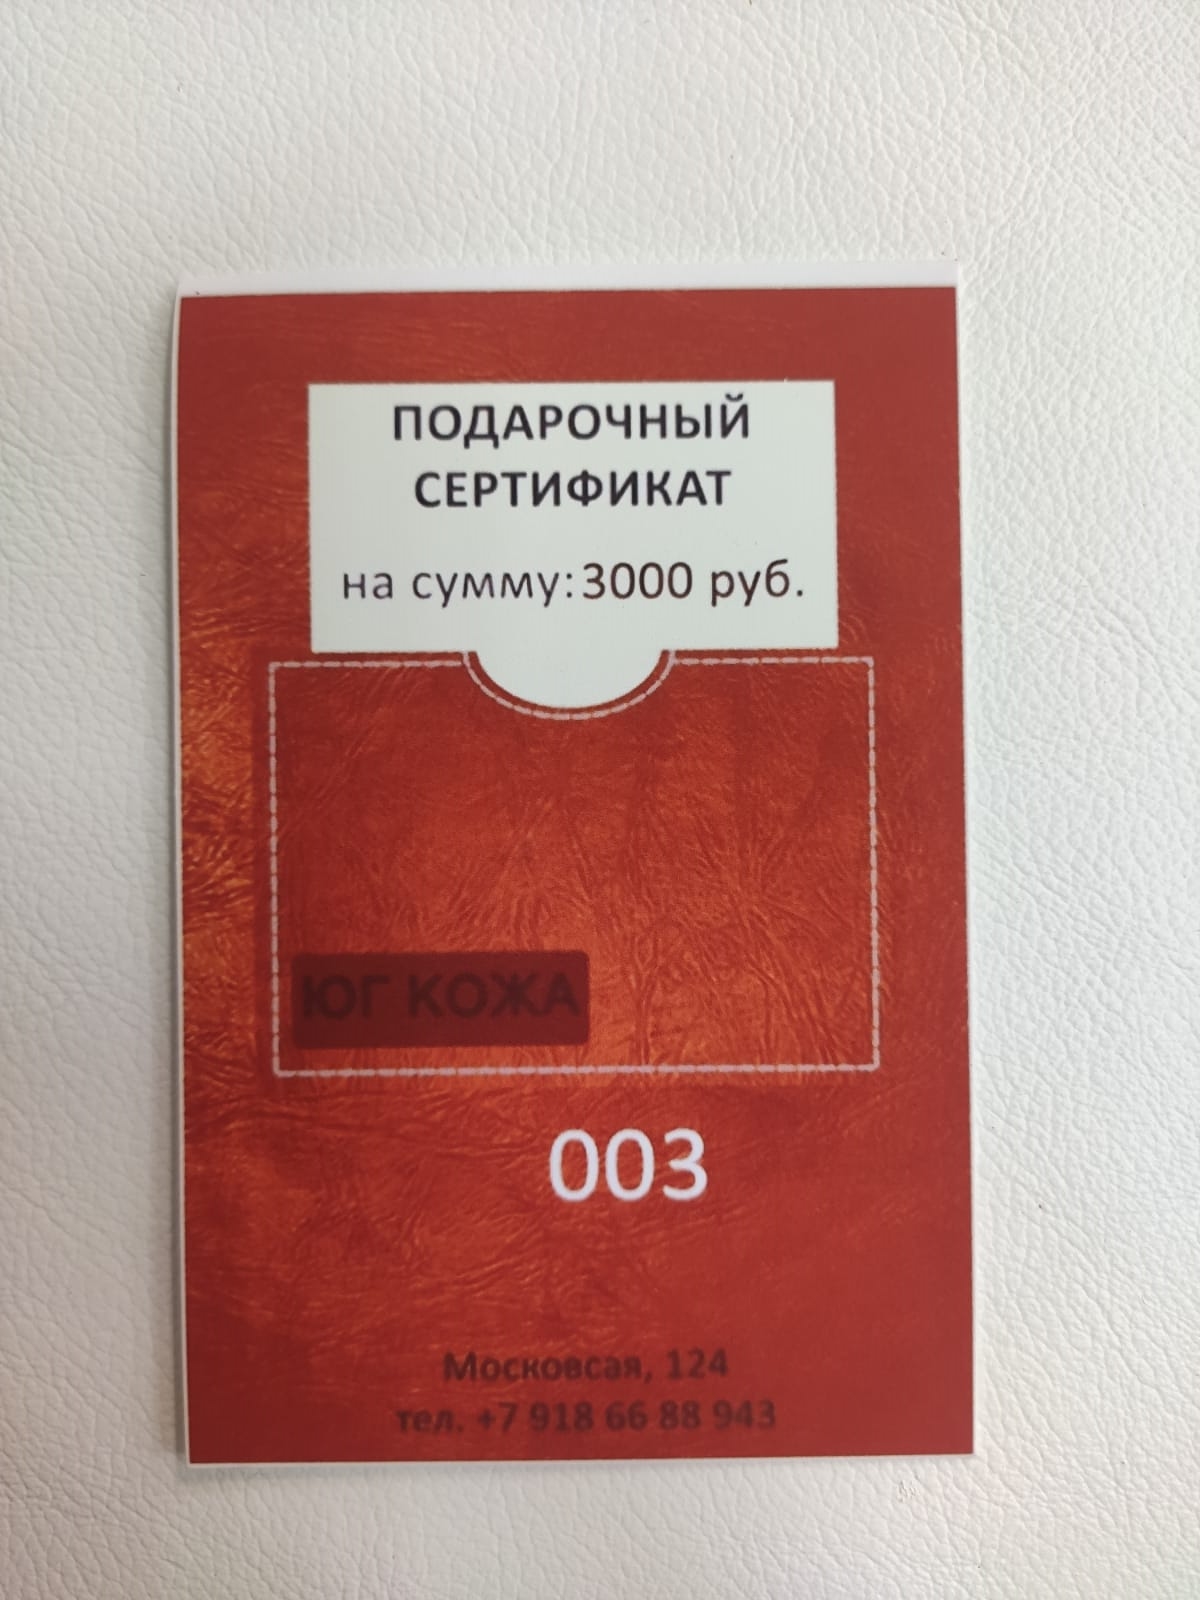 ПОДАРОЧНЫЙ
СЕРТИФИКАТ
на сумму:3000 руб.
ЮГ КОЖА
003
Московсая, 124
тел. +7 918 66 88 943